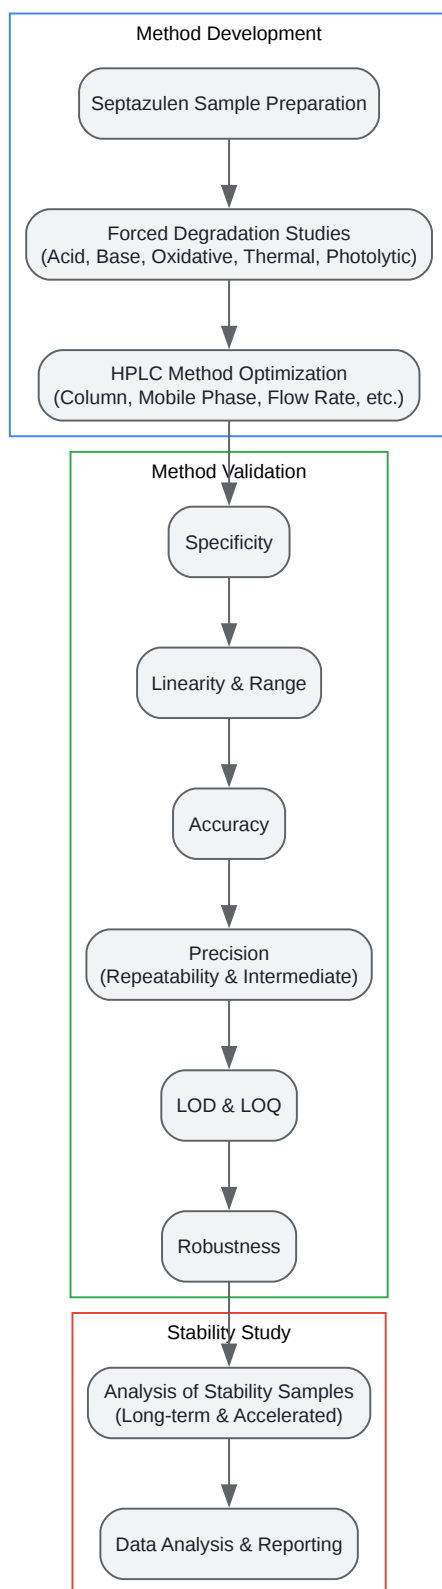 Method Development
Septazulen Sample Preparation
Forced Degradation Studies
(Acid, Base, Oxidative, Thermal, Photolytic)
HPLC Method Optimization
(Column, Mobile Phase, Flow Rate, etc.)
Method Validation
Specificity
Linearity & Range
Accuracy
Precision
(Repeatability & Intermediate)
LOD & LOQ
Robustness
Stability Study
Analysis of Stability Samples
(Long-term & Accelerated)
Data Analysis & Reporting